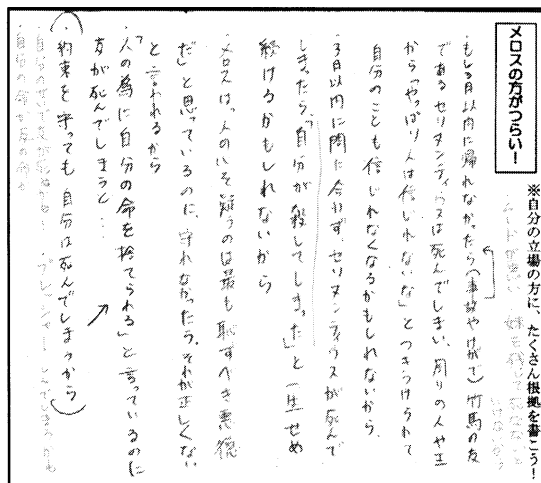 メロスの方がつらい！
※自分の立場の方に、たくさん根拠を書こう！
・もし3日以内に帰れなかったら（事故やけがで）竹馬の友
であるセリヌンティウスは死んでしまい、周りの人や王
から「やっぱり人は信じれないな」とつきつけられて
自分のことも信じれなくなるかもしれないから。
・3日以内に間に合わず、セリヌンティウスが死んで
しまったら、「自分が殺してしまった」と一生せめ
続けるかもしれないから
・メロスは、人の心を疑うのは最も恥ずべき悪徳
だ」と思っているのに、守れなかったら、それが正しくない
と言われるから
・「人の為に自分の命を捨てられる」と言っているのに
友が死んでしまうと…
・約束を守っても自分は死んでしまうから